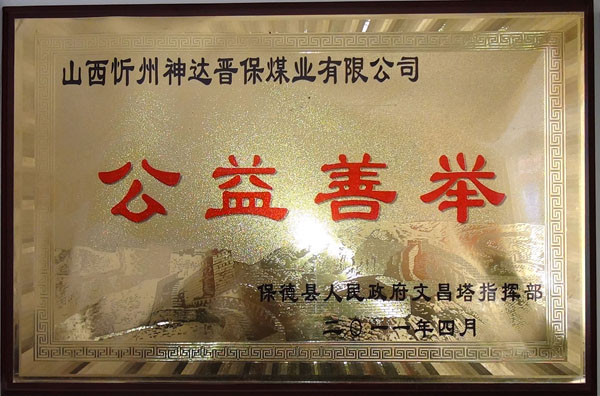 山西忻州神达晋保煤业有限公司
公益善举
保德县人民政府文昌塔指挥部
二〇一一年四月